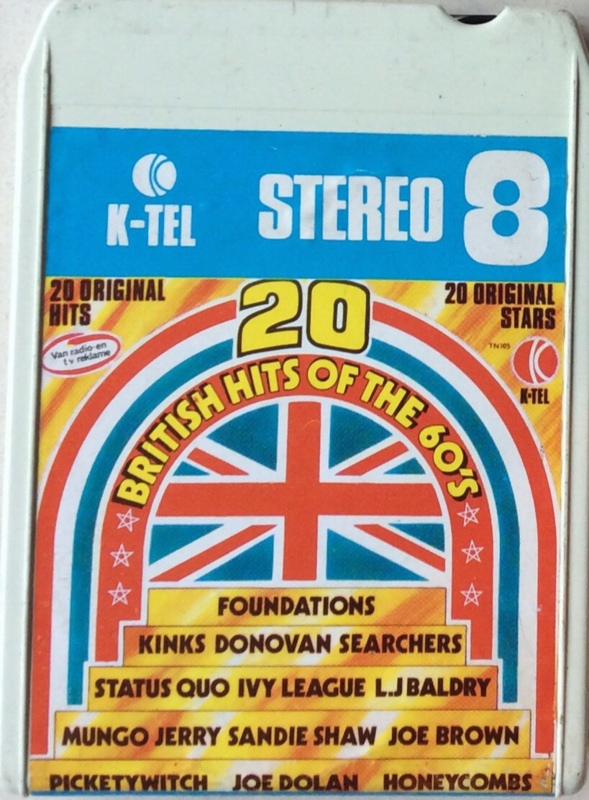 K-TEL
STEREO 8
20 ORIGINAL
HITS
20 ORIGINAL
STARS
Van radio-en
t v reklame
TN 105
K-TEL
20
BRITISH HITS OF THE 60'S
FOUNDATIONS
KINKS DONOVAN SEARCHERS
STATUS QUO IVY LEAGUE L.J BALDRY
MUNGO JERRY SANDIE SHAW JOE BROWN
PICKETYWITCH JOE DOLAN HONEYCOMBS